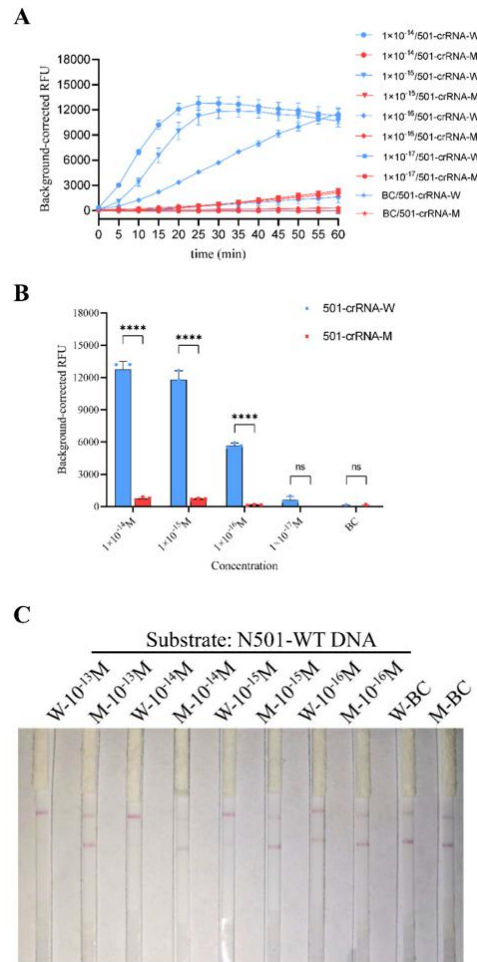 A
Background-corrected RFU
18000
15000
12000
9000
6000
3000
0
0 5 10 15 20 25 30 35 40 45 50 55 60
time (min)
1×10⁻¹⁴/501-crRNA-W
1×10⁻¹⁴/501-crRNA-M
1×10⁻¹⁵/501-crRNA-W
1×10⁻¹⁵/501-crRNA-M
1×10⁻¹⁶/501-crRNA-W
1×10⁻¹⁶/501-crRNA-M
1×10⁻¹⁷/501-crRNA-W
1×10⁻¹⁷/501-crRNA-M
BC/501-crRNA-W
BC/501-crRNA-M
B
Background-corrected RFU
18000
15000
12000
9000
6000
3000
0
**** **** **** ns ns
501-crRNA-W
501-crRNA-M
1×10⁻¹⁴M 1×10⁻¹⁵M 1×10⁻¹⁶M 1×10⁻¹⁷M BC
Concentration
C
Substrate: N501-WT DNA
W-10⁻¹³M M-10⁻¹³M W-10⁻¹⁴M M-10⁻¹⁴M W-10⁻¹⁵M M-10⁻¹⁵M W-10⁻¹⁶M M-10⁻¹⁶M W-BC M-BC